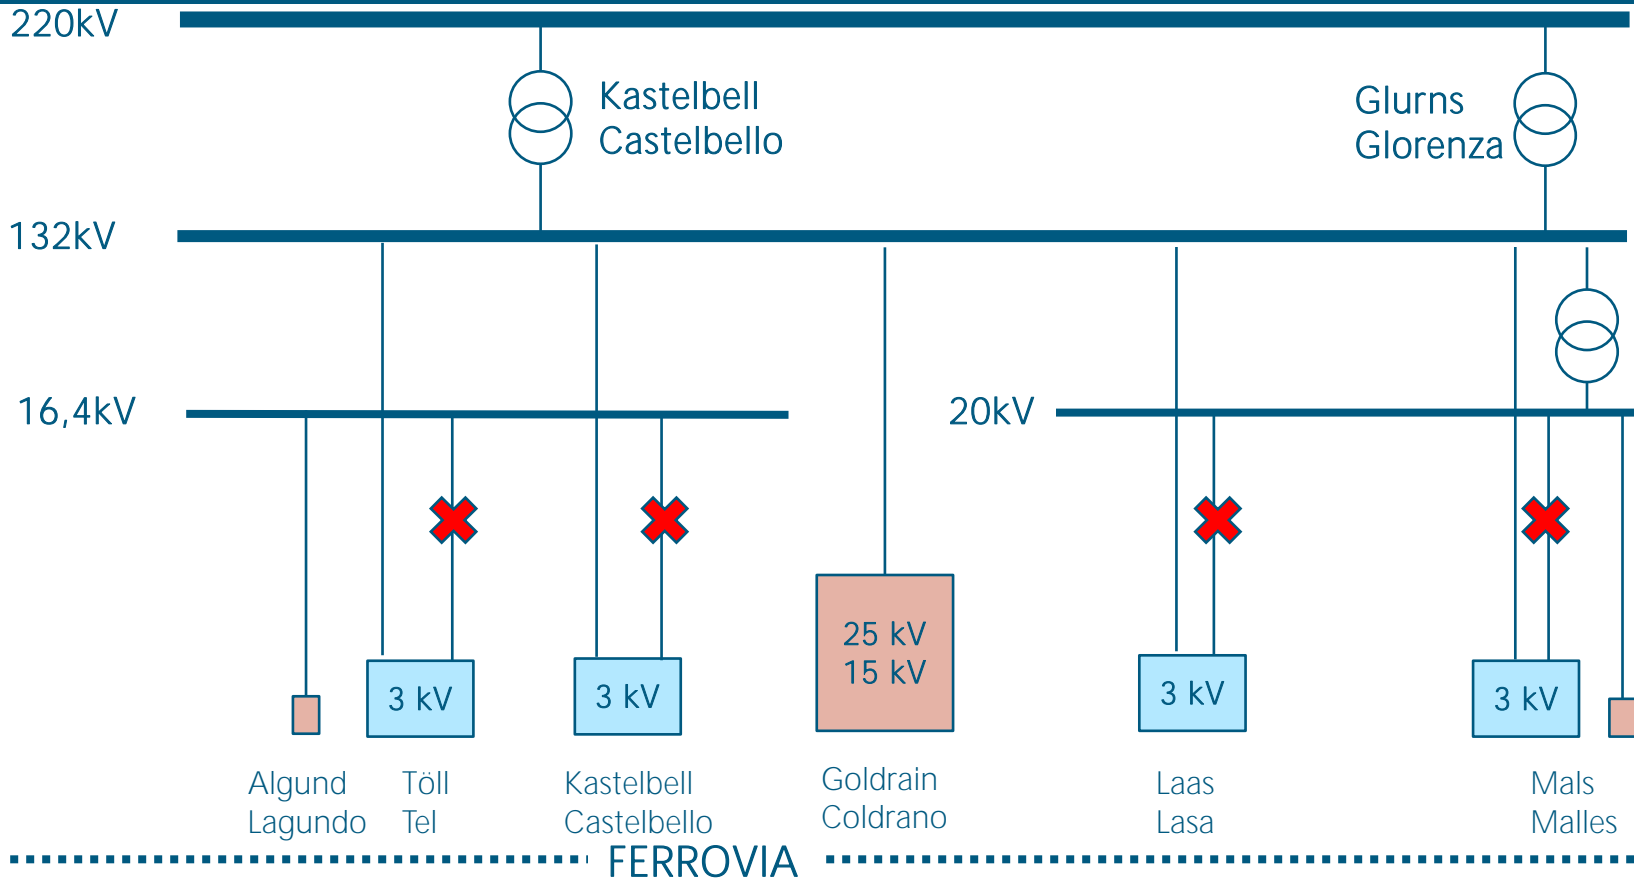 220kV
Kastelbell
Castelbello
Glurns
Glorenza
132kV
16,4kV
20kV
25 kV
15 kV
3 kV
3 kV
3 kV
3 kV
Algund
Lagundo
Töll
Tel
Kastelbell
Castelbello
Goldrain
Coldrano
Laas
Lasa
Mals
Malles
FERROVIA